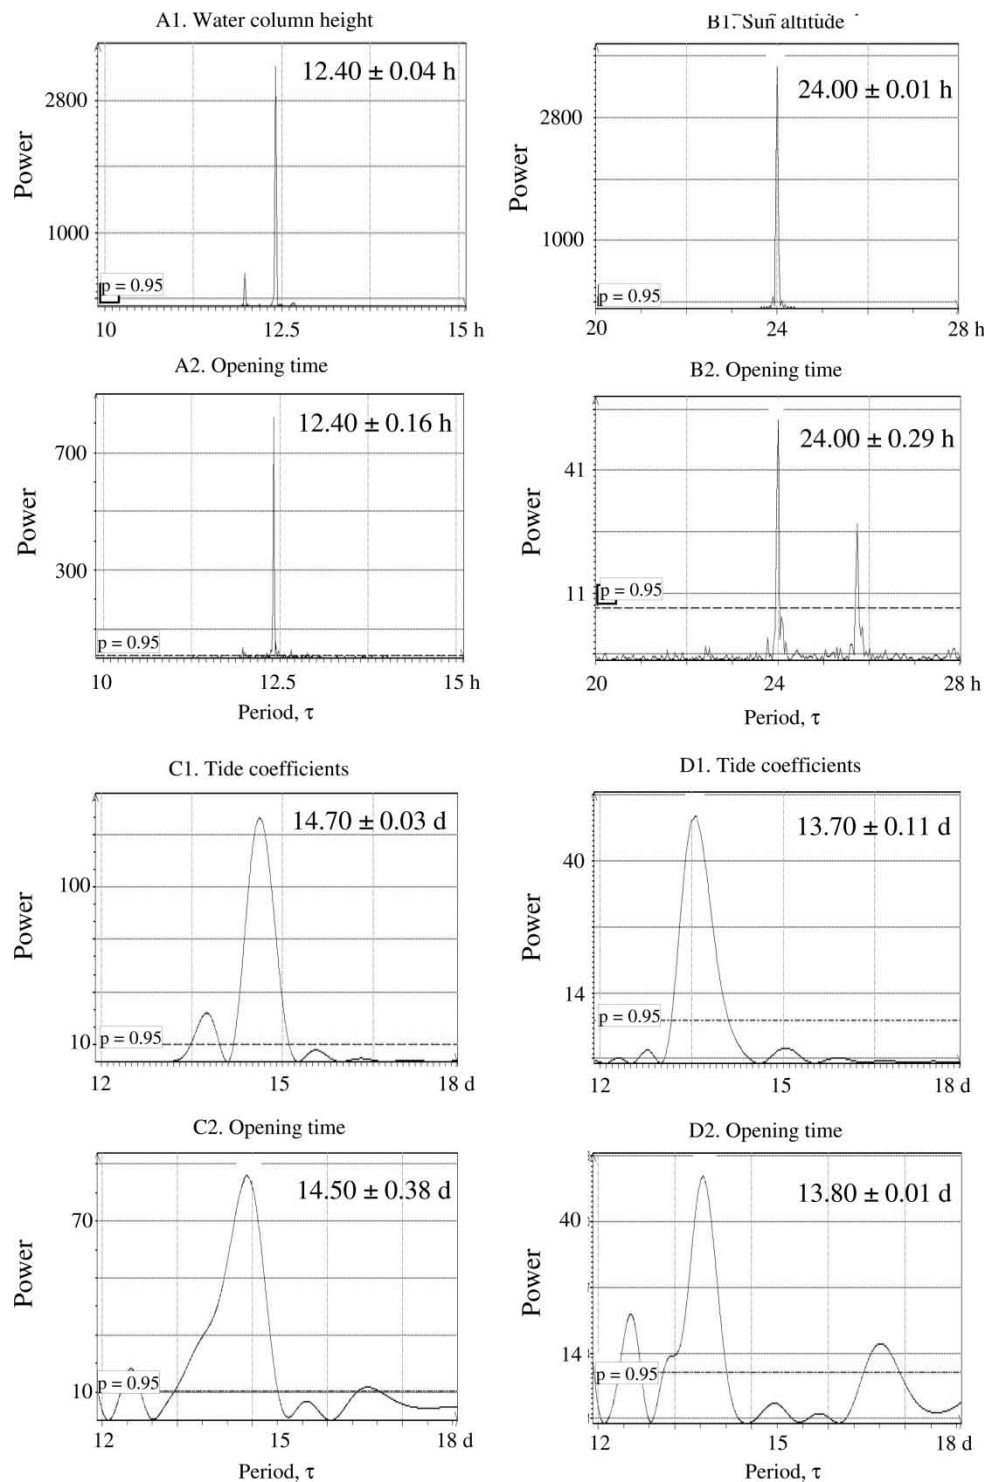 A1. Water column height
12.40 ± 0.04 h
2800
Power
1000
p = 0.95
10 12.5 15 h
B1. Sun altitude
24.00 ± 0.01 h
2800
Power
1000
p = 0.95
20 24 28 h
A2. Opening time
12.40 ± 0.16 h
700
Power
300
p = 0.95
10 12.5 15 h
Period, τ
B2. Opening time
24.00 ± 0.29 h
41
Power
11
p = 0.95
20 24 28 h
Period, τ
C1. Tide coefficients
14.70 ± 0.03 d
100
Power
10
p = 0.95
12 15 18 d
D1. Tide coefficients
13.70 ± 0.11 d
40
Power
14
p = 0.95
12 15 18 d
C2. Opening time
14.50 ± 0.38 d
70
Power
10
p = 0.95
12 15 18 d
Period, τ
D2. Opening time
13.80 ± 0.01 d
40
Power
14
p = 0.95
12 15 18 d
Period, τ